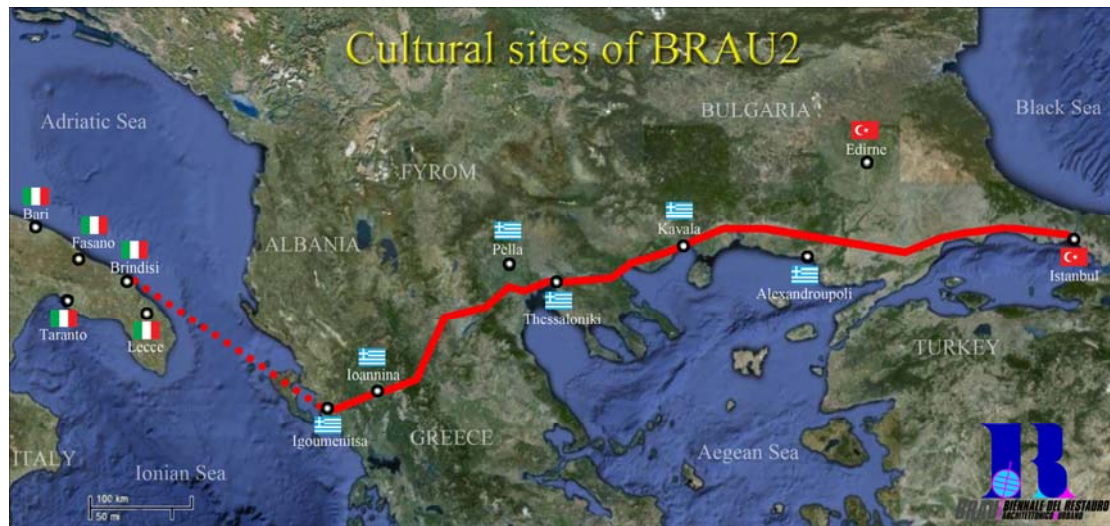 Cultural sites of BRAU2
Adriatic Sea
BULGARIA
Black Sea
Edirne
FYROM
Bari
Fasano
Kavala
Pella
ALBANIA
Brindisi
Istanbul
Alexandroupoli
Taranto
Lecce
Thessaloniki
TURKEY
Ioannina
Igoumenitsa
GREECE
ITALY
Ionian Sea
Aegean Sea
100 km
50 mi
BRAU2 BIENNALE DEL RESTAURO
ARCHITETTONICO URBANO